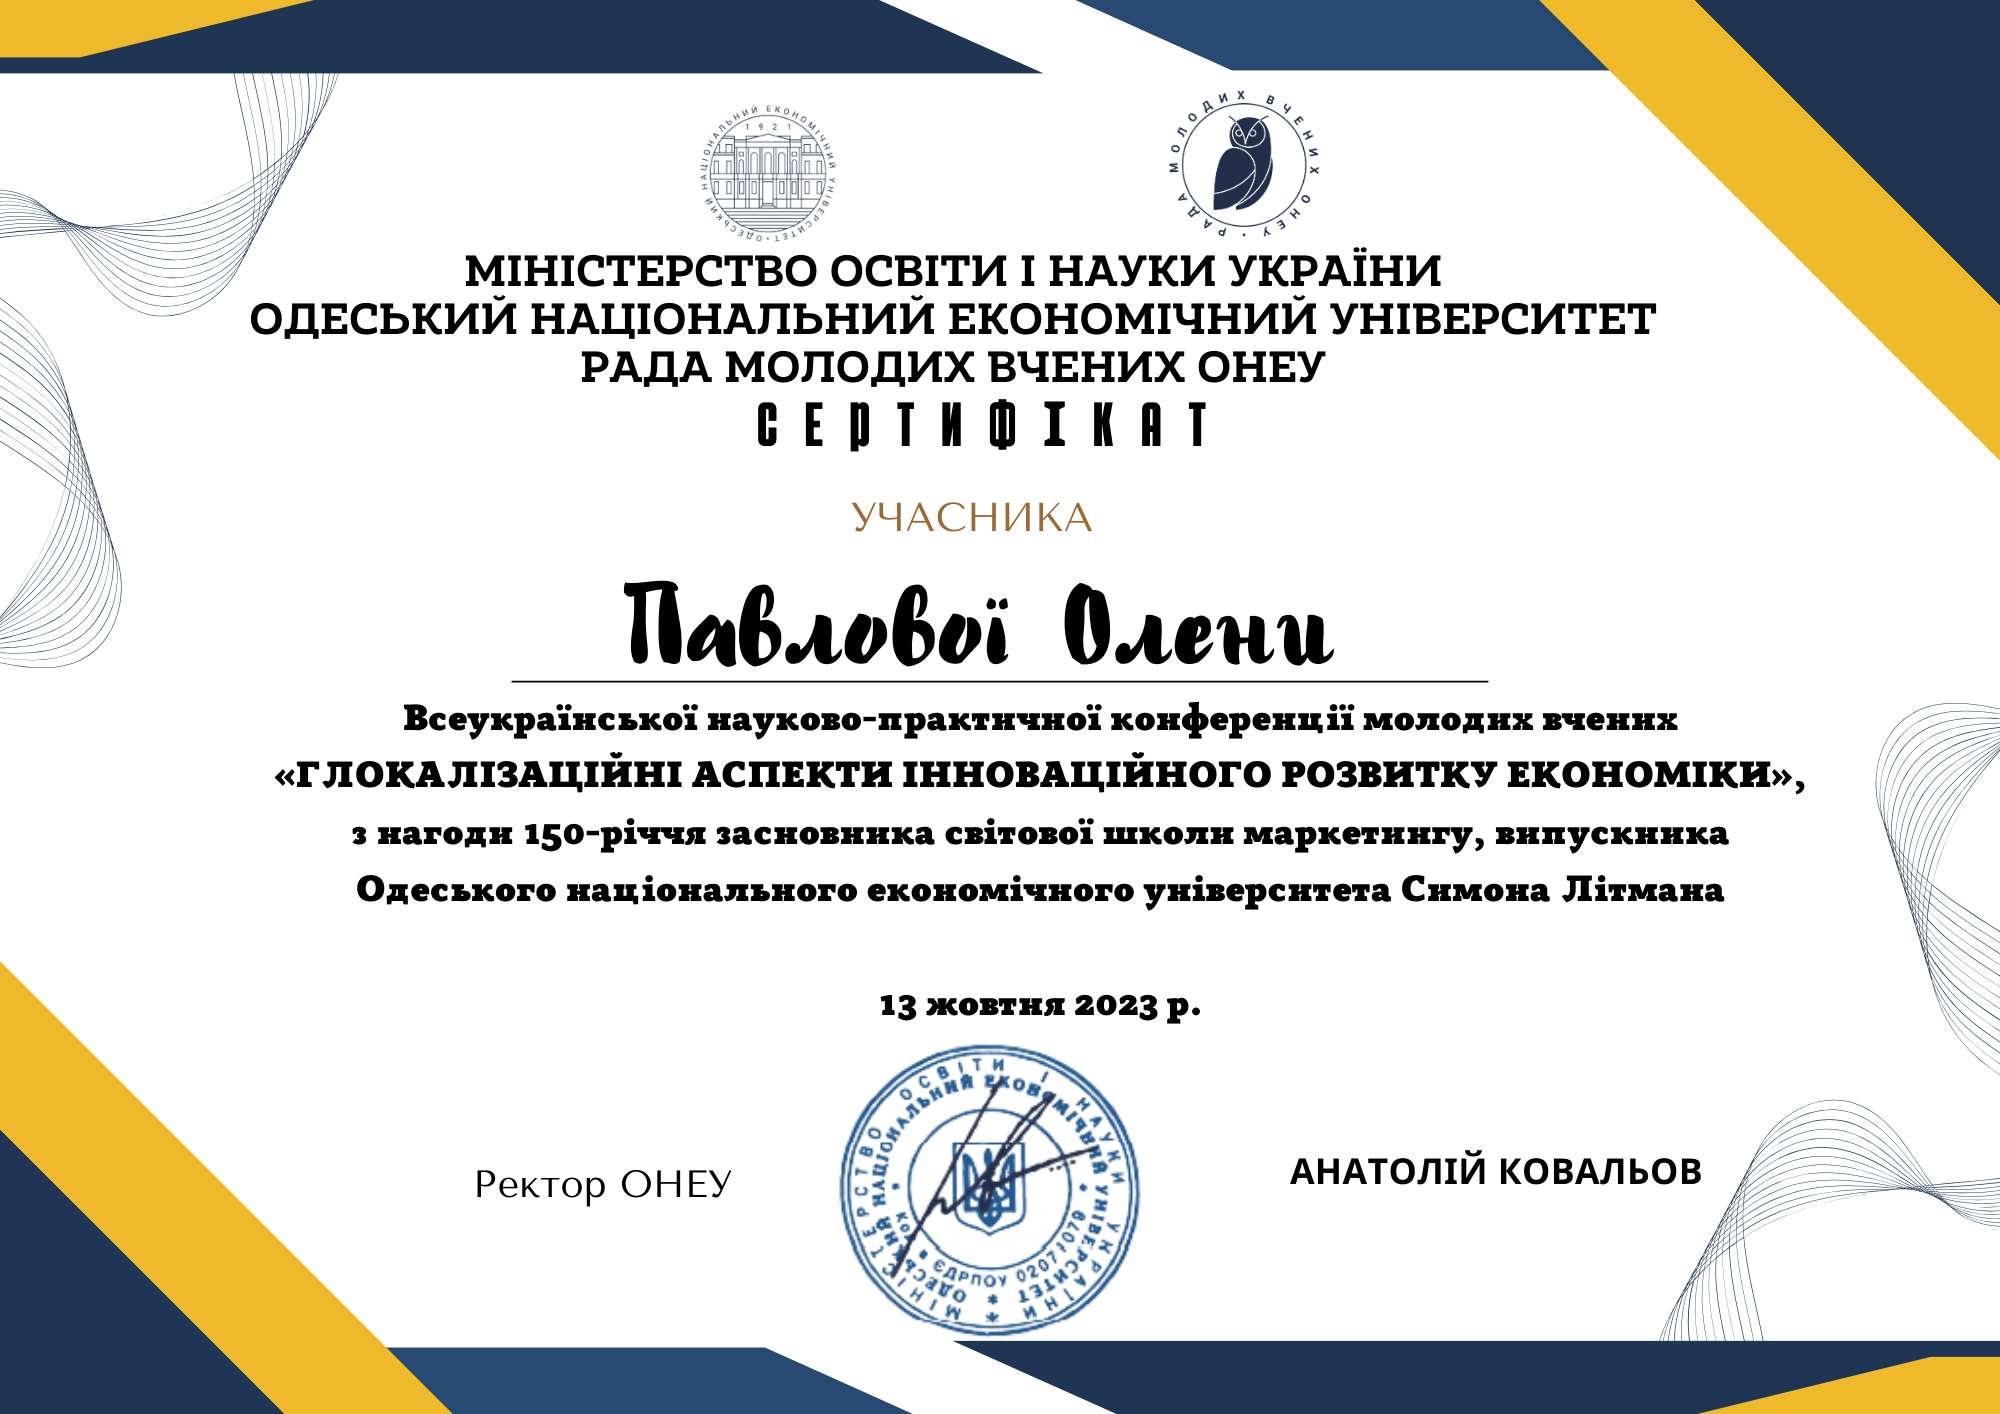 ОДЕСЬКИЙ НАЦІОНАЛЬНИЙ ЕКОНОМІЧНИЙ УНІВЕРСИТЕТ
1921
РАДА МОЛОДИХ ВЧЕНИХ ОНЕУ
МІНІСТЕРСТВО ОСВІТИ І НАУКИ УКРАЇНИ
ОДЕСЬКИЙ НАЦІОНАЛЬНИЙ ЕКОНОМІЧНИЙ УНІВЕРСИТЕТ
РАДА МОЛОДИХ ВЧЕНИХ ОНЕУ
СЕРТИФІКАТ
УЧАСНИКА
Павлової Олени
Всеукраїнської науково-практичної конференції молодих вчених
«ГЛОКАЛІЗАЦІЙНІ АСПЕКТИ ІННОВАЦІЙНОГО РОЗВИТКУ ЕКОНОМІКИ»,
з нагоди 150-річчя засновника світової школи маркетингу, випускника
Одеського національного економічного університета Симона Літмана
13 жовтня 2023 р.
МІНІСТЕРСТВО ОСВІТИ І НАУКИ УКРАЇНИ
ОДЕСЬКИЙ НАЦІОНАЛЬНИЙ ЕКОНОМІЧНИЙ УНІВЕРСИТЕТ
Код ЄДРПОУ 02071079
Ректор ОНЕУ
АНАТОЛІЙ КОВАЛЬОВ